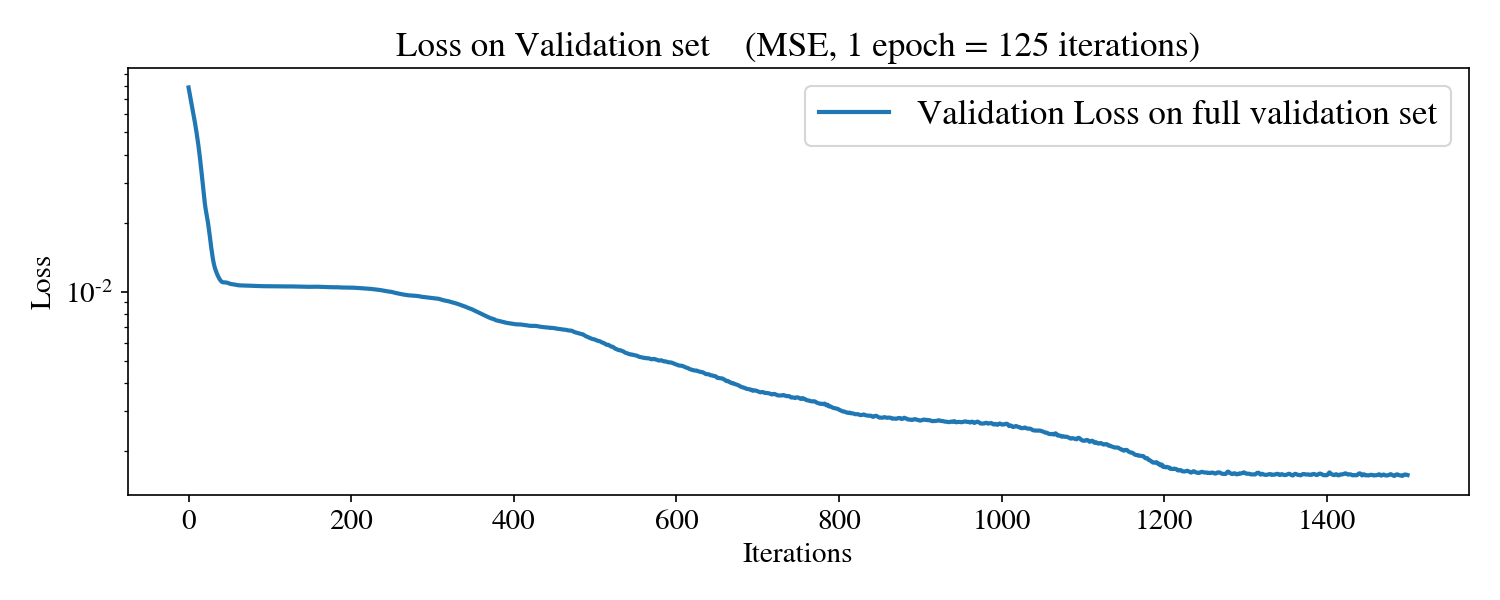 Loss on Validation set (MSE, 1 epoch = 125 iterations)
Validation Loss on full validation set
Loss
10⁻²
0 200 400 600 800 1000 1200 1400
Iterations